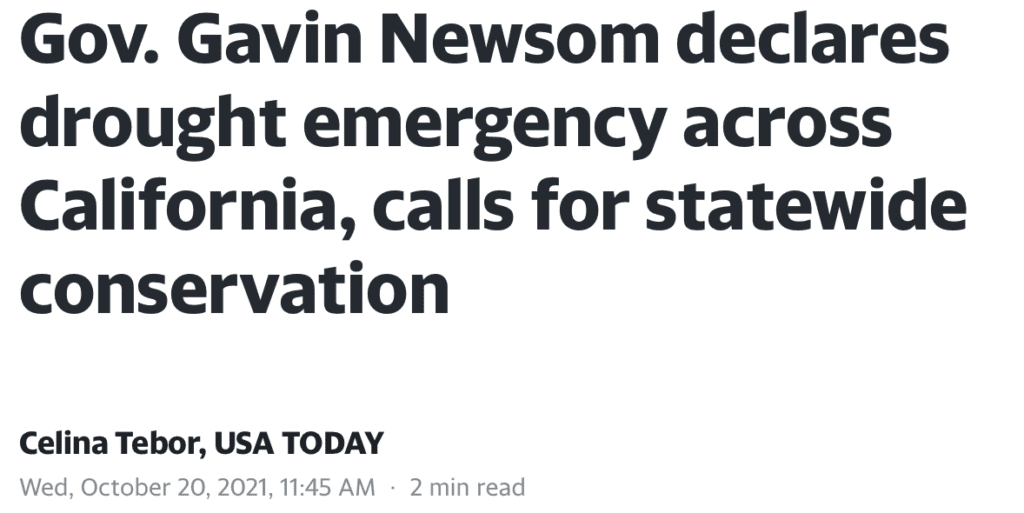 Gov. Gavin Newsom declares
drought emergency across
California, calls for statewide
conservation
Celina Tebor, USA TODAY
Wed, October 20, 2021, 11:45 AM · 2 min read